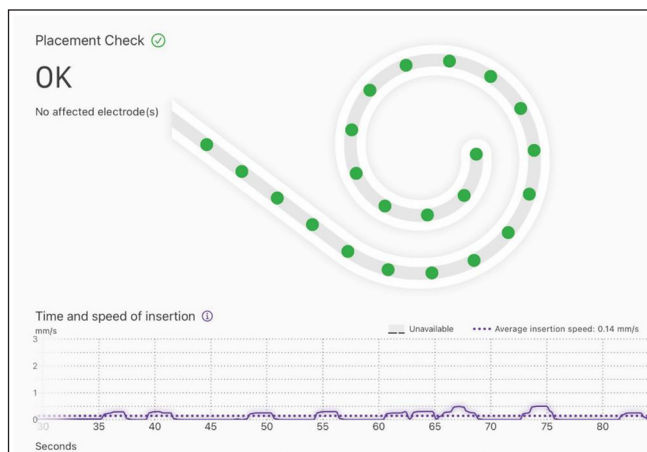 Placement Check
OK
No affected electrode(s)
Time and speed of insertion
mm/s
Unavailable
Average insertion speed: 0.14 mm/s
3
2
1
0
30 35 40 45 50 55 60 65 70 75 80
Seconds